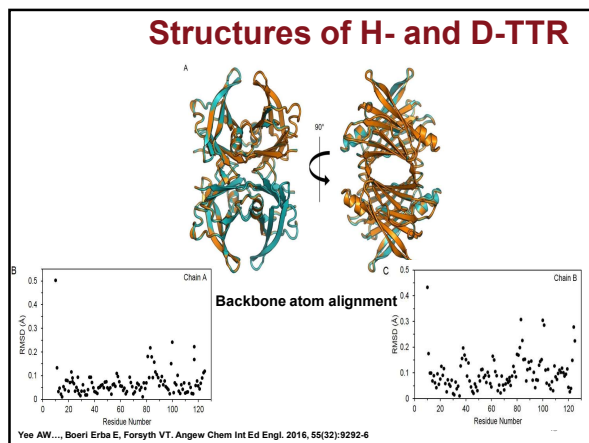 Structures of H- and D-TTR
A
90°
B
Chain A
RMSD (Å)
0.5
0.4
0.3
0.2
0.1
0
0 20 40 60 80 100 120
Residue Number
Backbone atom alignment
C
Chain B
RMSD (Å)
0.5
0.4
0.3
0.2
0.1
0
0 20 40 60 80 100 120
Residue Number
Yee AW..., Boeri Erba E, Forsyth VT. Angew Chem Int Ed Engl. 2016, 55(32):9292-6